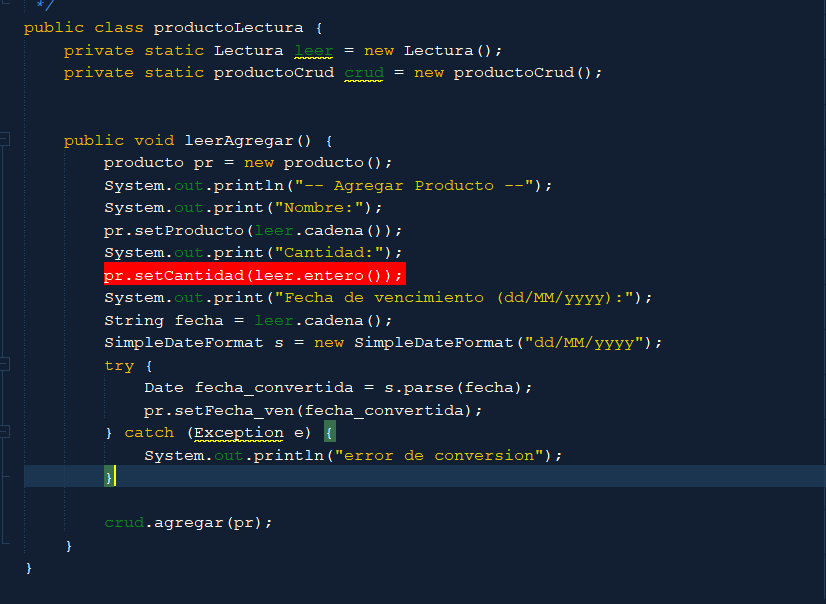 */
public class productoLectura {
    private static Lectura leer = new Lectura();
    private static productoCrud crud = new productoCrud();
    public void leerAgregar() {
        producto pr = new producto();
        System.out.println("-- Agregar Producto --");
        System.out.print("Nombre:");
        pr.setProducto(leer.cadena());
        System.out.print("Cantidad:");
        pr.setCantidad(leer.entero());
        System.out.print("Fecha de vencimiento (dd/MM/yyyy):");
        String fecha = leer.cadena();
        SimpleDateFormat s = new SimpleDateFormat("dd/MM/yyyy");
        try {
            Date fecha_convertida = s.parse(fecha);
            pr.setFecha_ven(fecha_convertida);
        } catch (Exception e) {
            System.out.println("error de conversion");
        }
        crud.agregar(pr);
    }
}